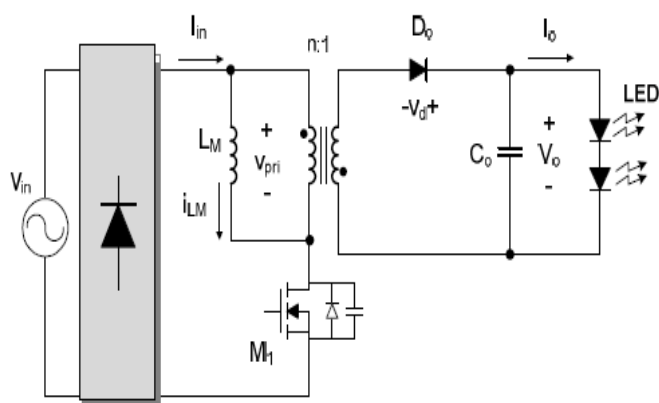 I_in
n:1
D_o
I_o
LED
-v_d+
L_M
+
v_pri
-
C_o
+
V_o
-
V_in
i_LM
M_1